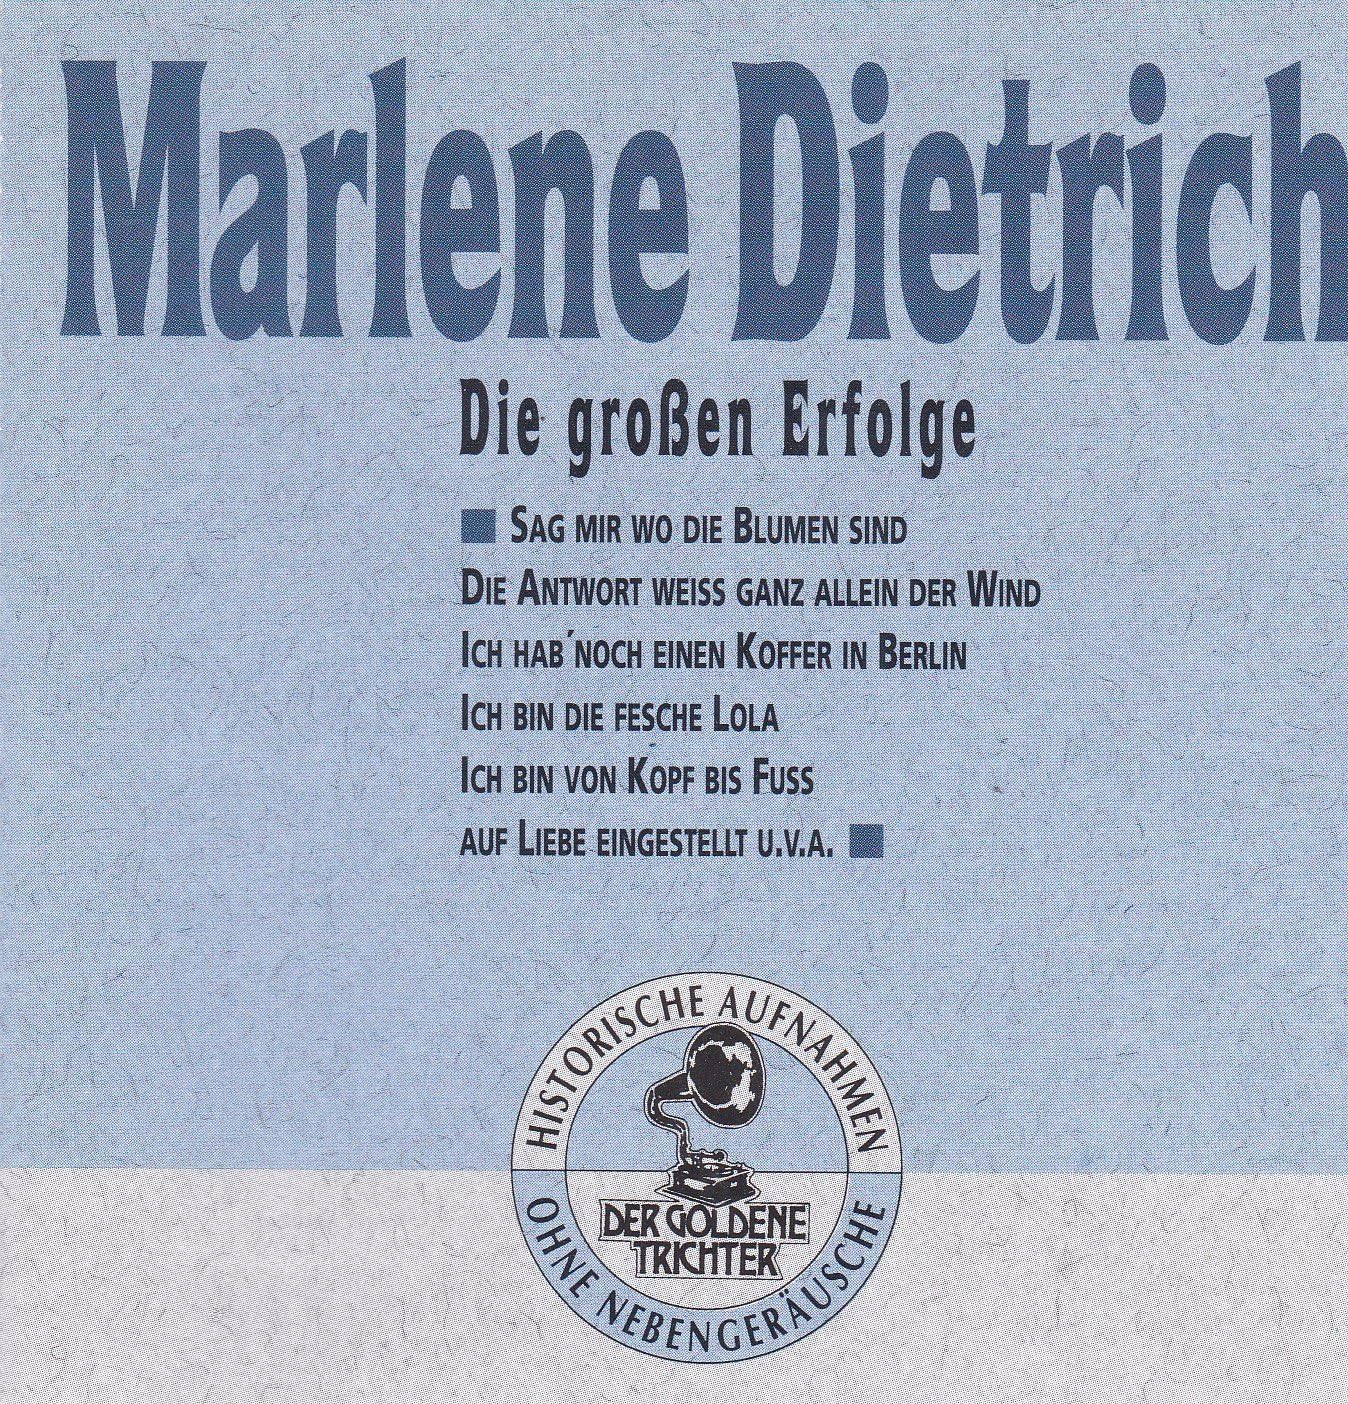 Marlene Dietrich
Die großen Erfolge
SAG MIR WO DIE BLUMEN SIND
DIE ANTWORT WEISS GANZ ALLEIN DER WIND
ICH HAB´NOCH EINEN KOFFER IN BERLIN
ICH BIN DIE FESCHE LOLA
ICH BIN VON KOPF BIS FUSS
AUF LIEBE EINGESTELLT U.V.A.
HISTORISCHE AUFNAHMEN
DER GOLDENE
TRICHTER
OHNE NEBENGERÄUSCHE